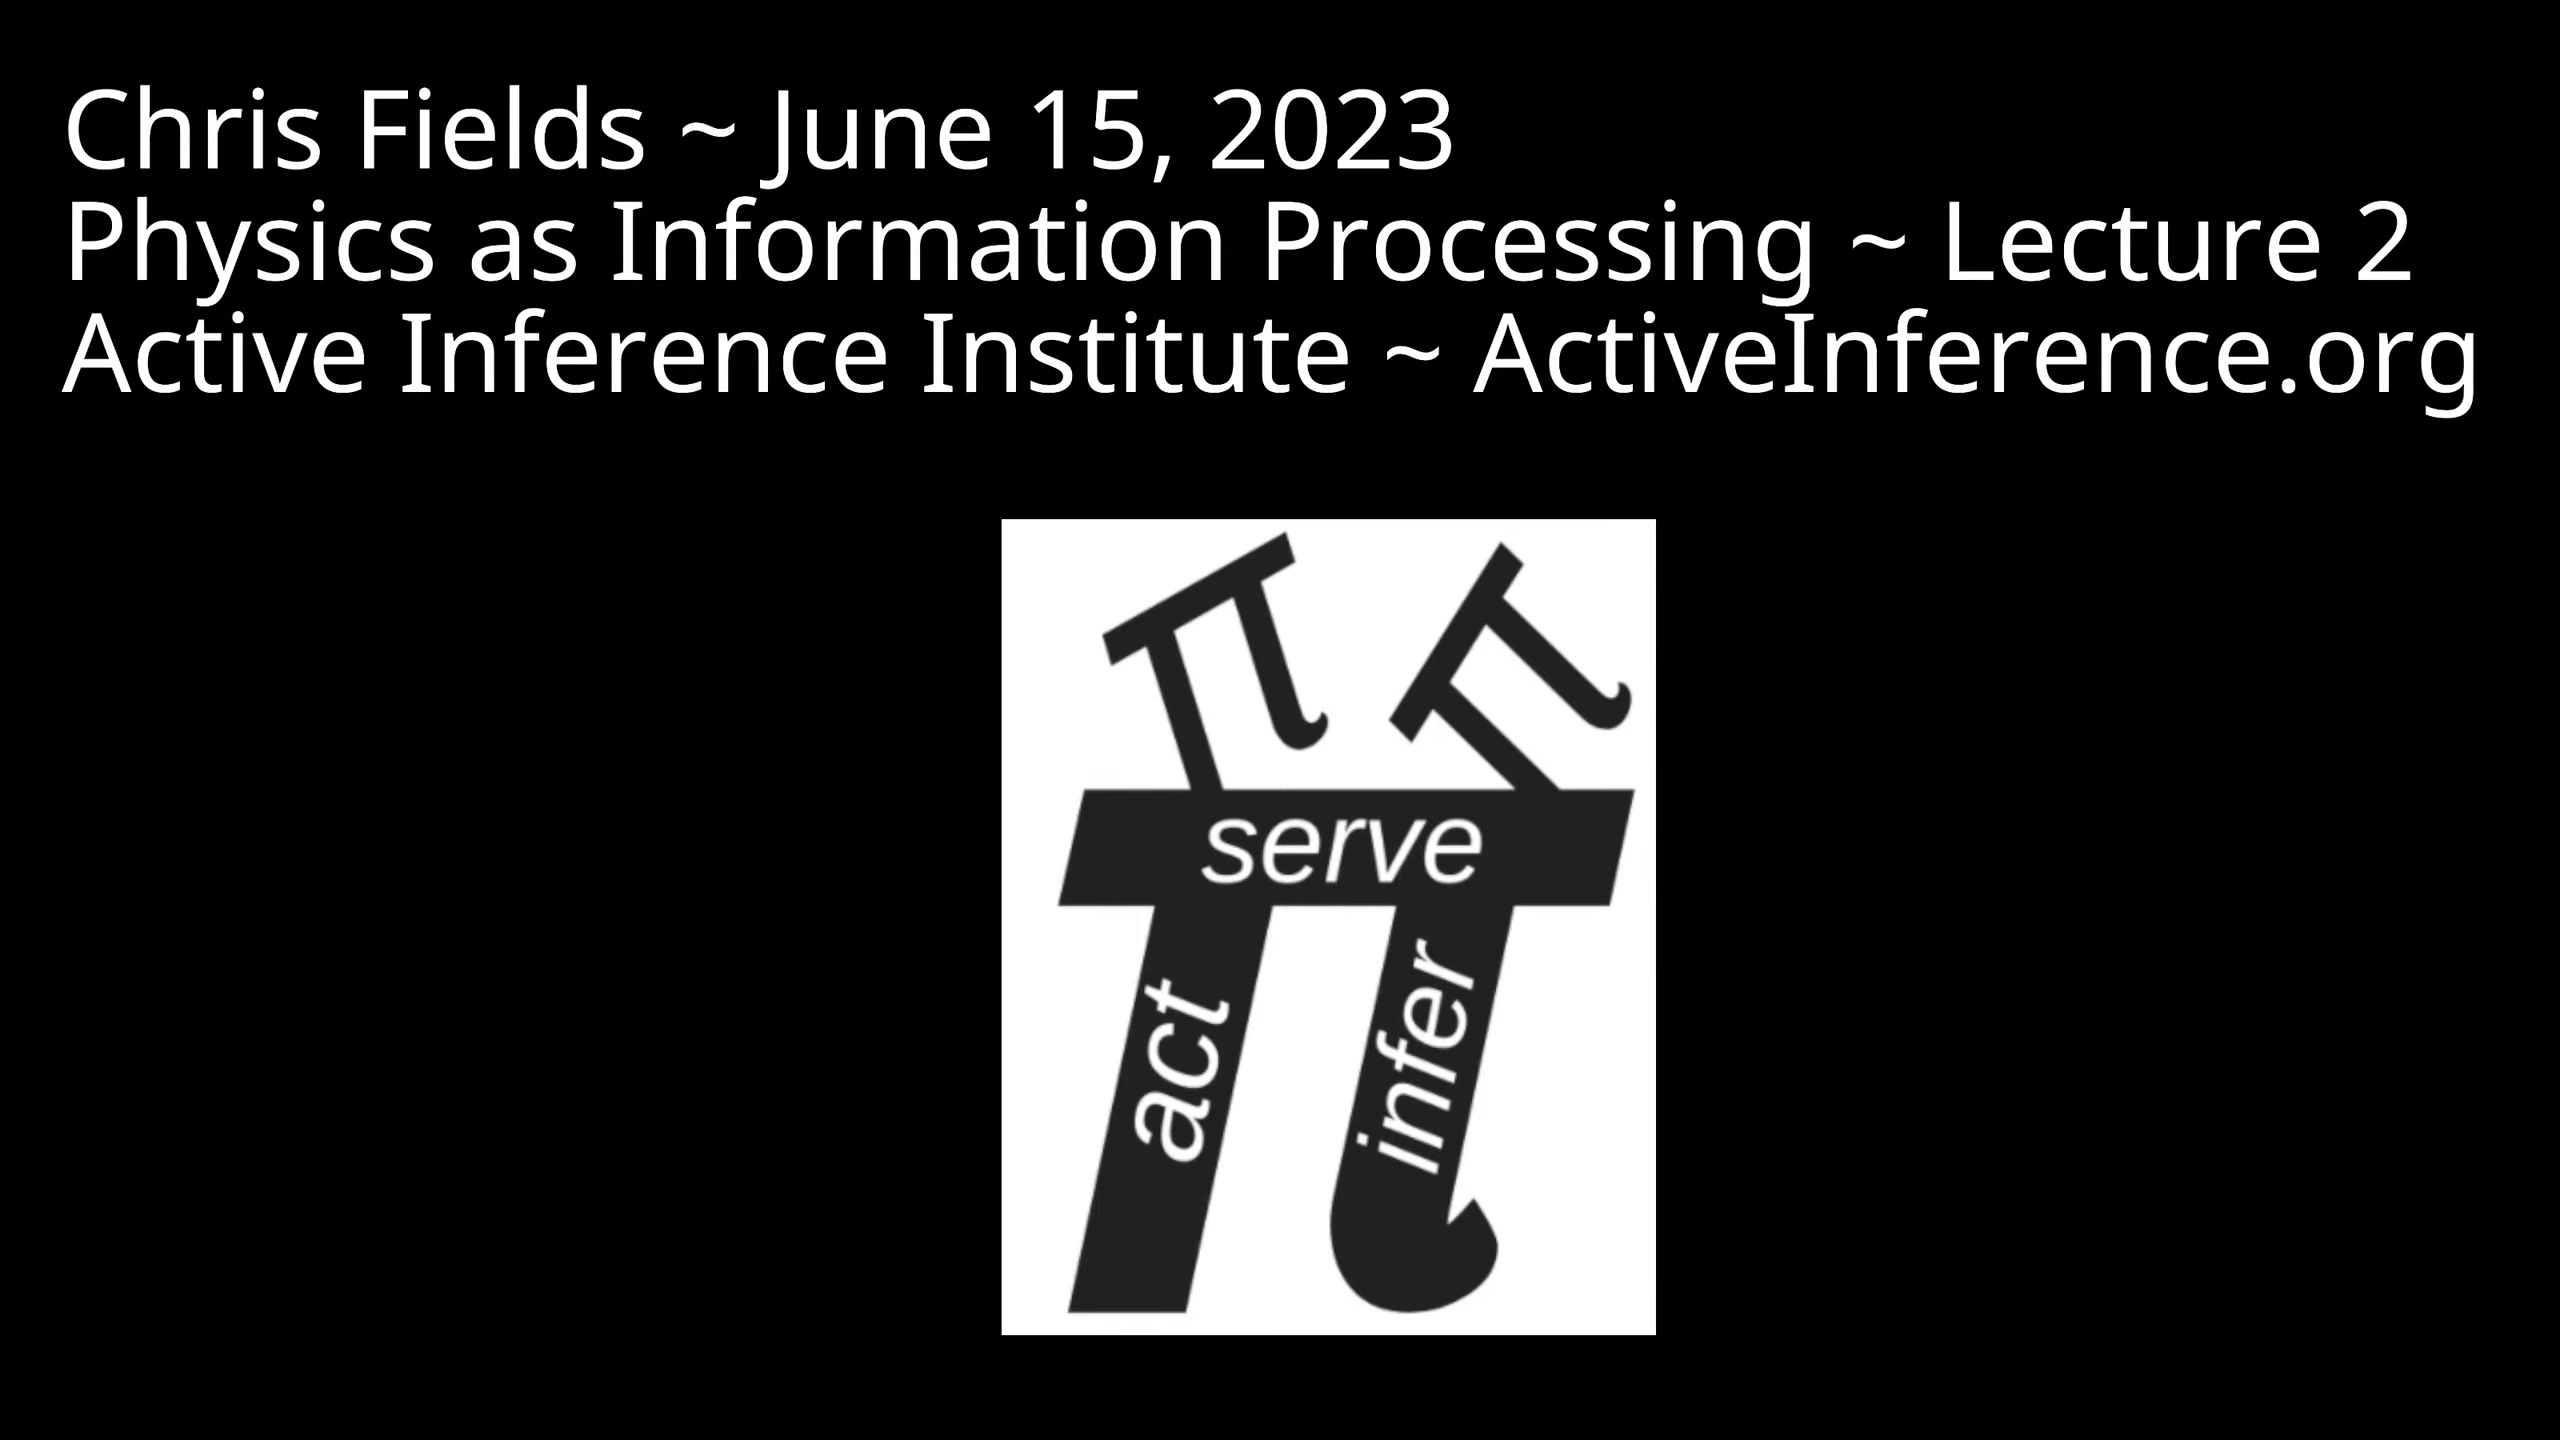 Chris Fields ~ June 15, 2023
Physics as Information Processing ~ Lecture 2
Active Inference Institute ~ ActiveInference.org
π π
serve
act
infer